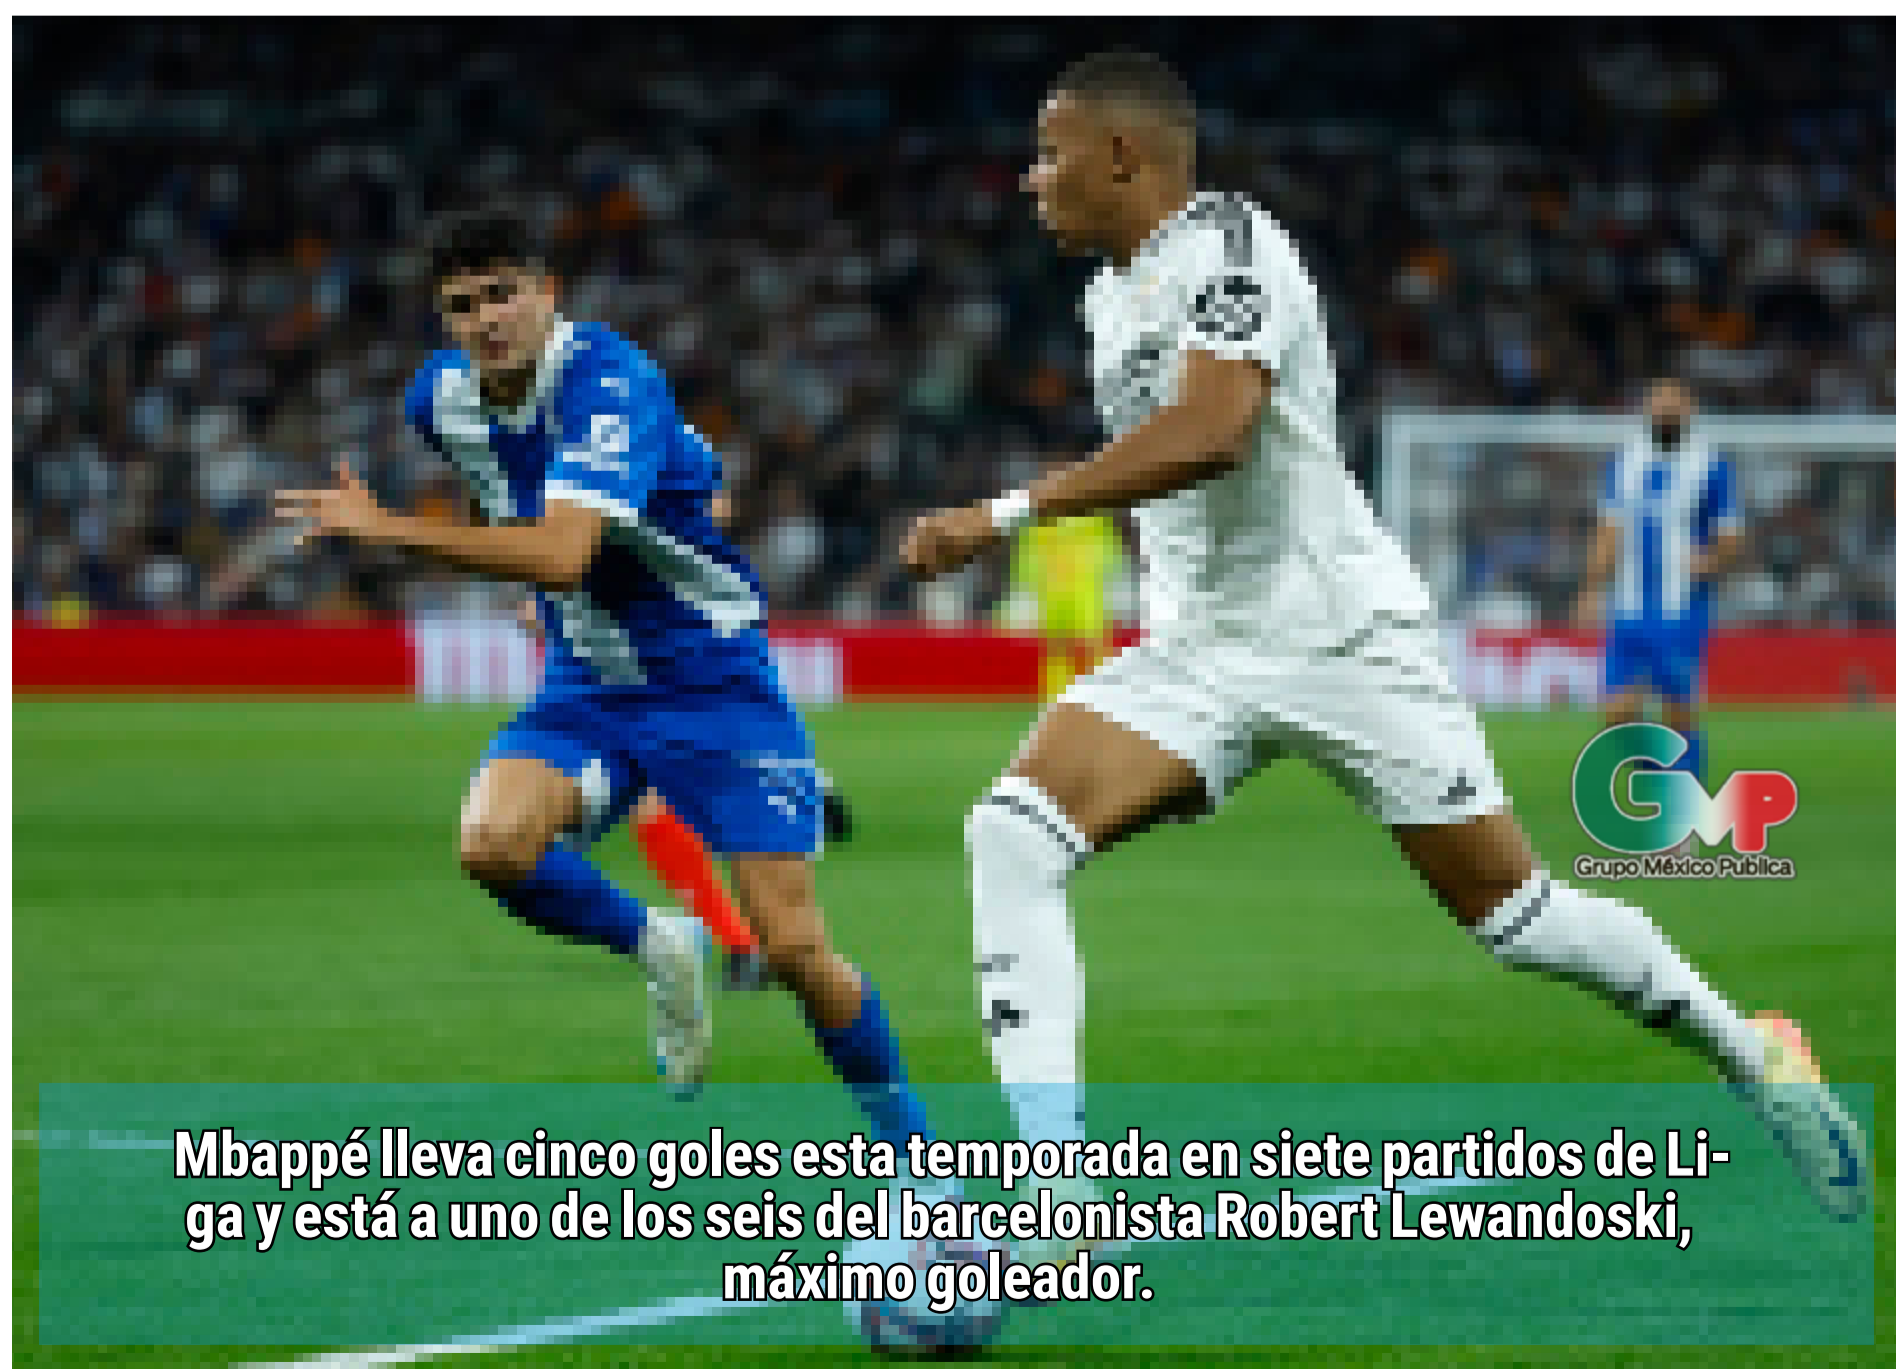 GMP
Grupo México Publica
Mbappé lleva cinco goles esta temporada en siete partidos de Li-
ga y está a uno de los seis del barcelonista Robert Lewandoski,
máximo goleador.